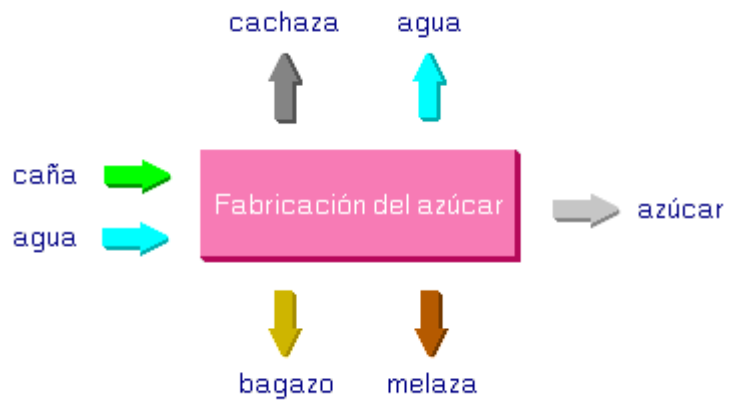 cachaza agua
caña
Fabricación del azúcar
azúcar
agua
bagazo melaza